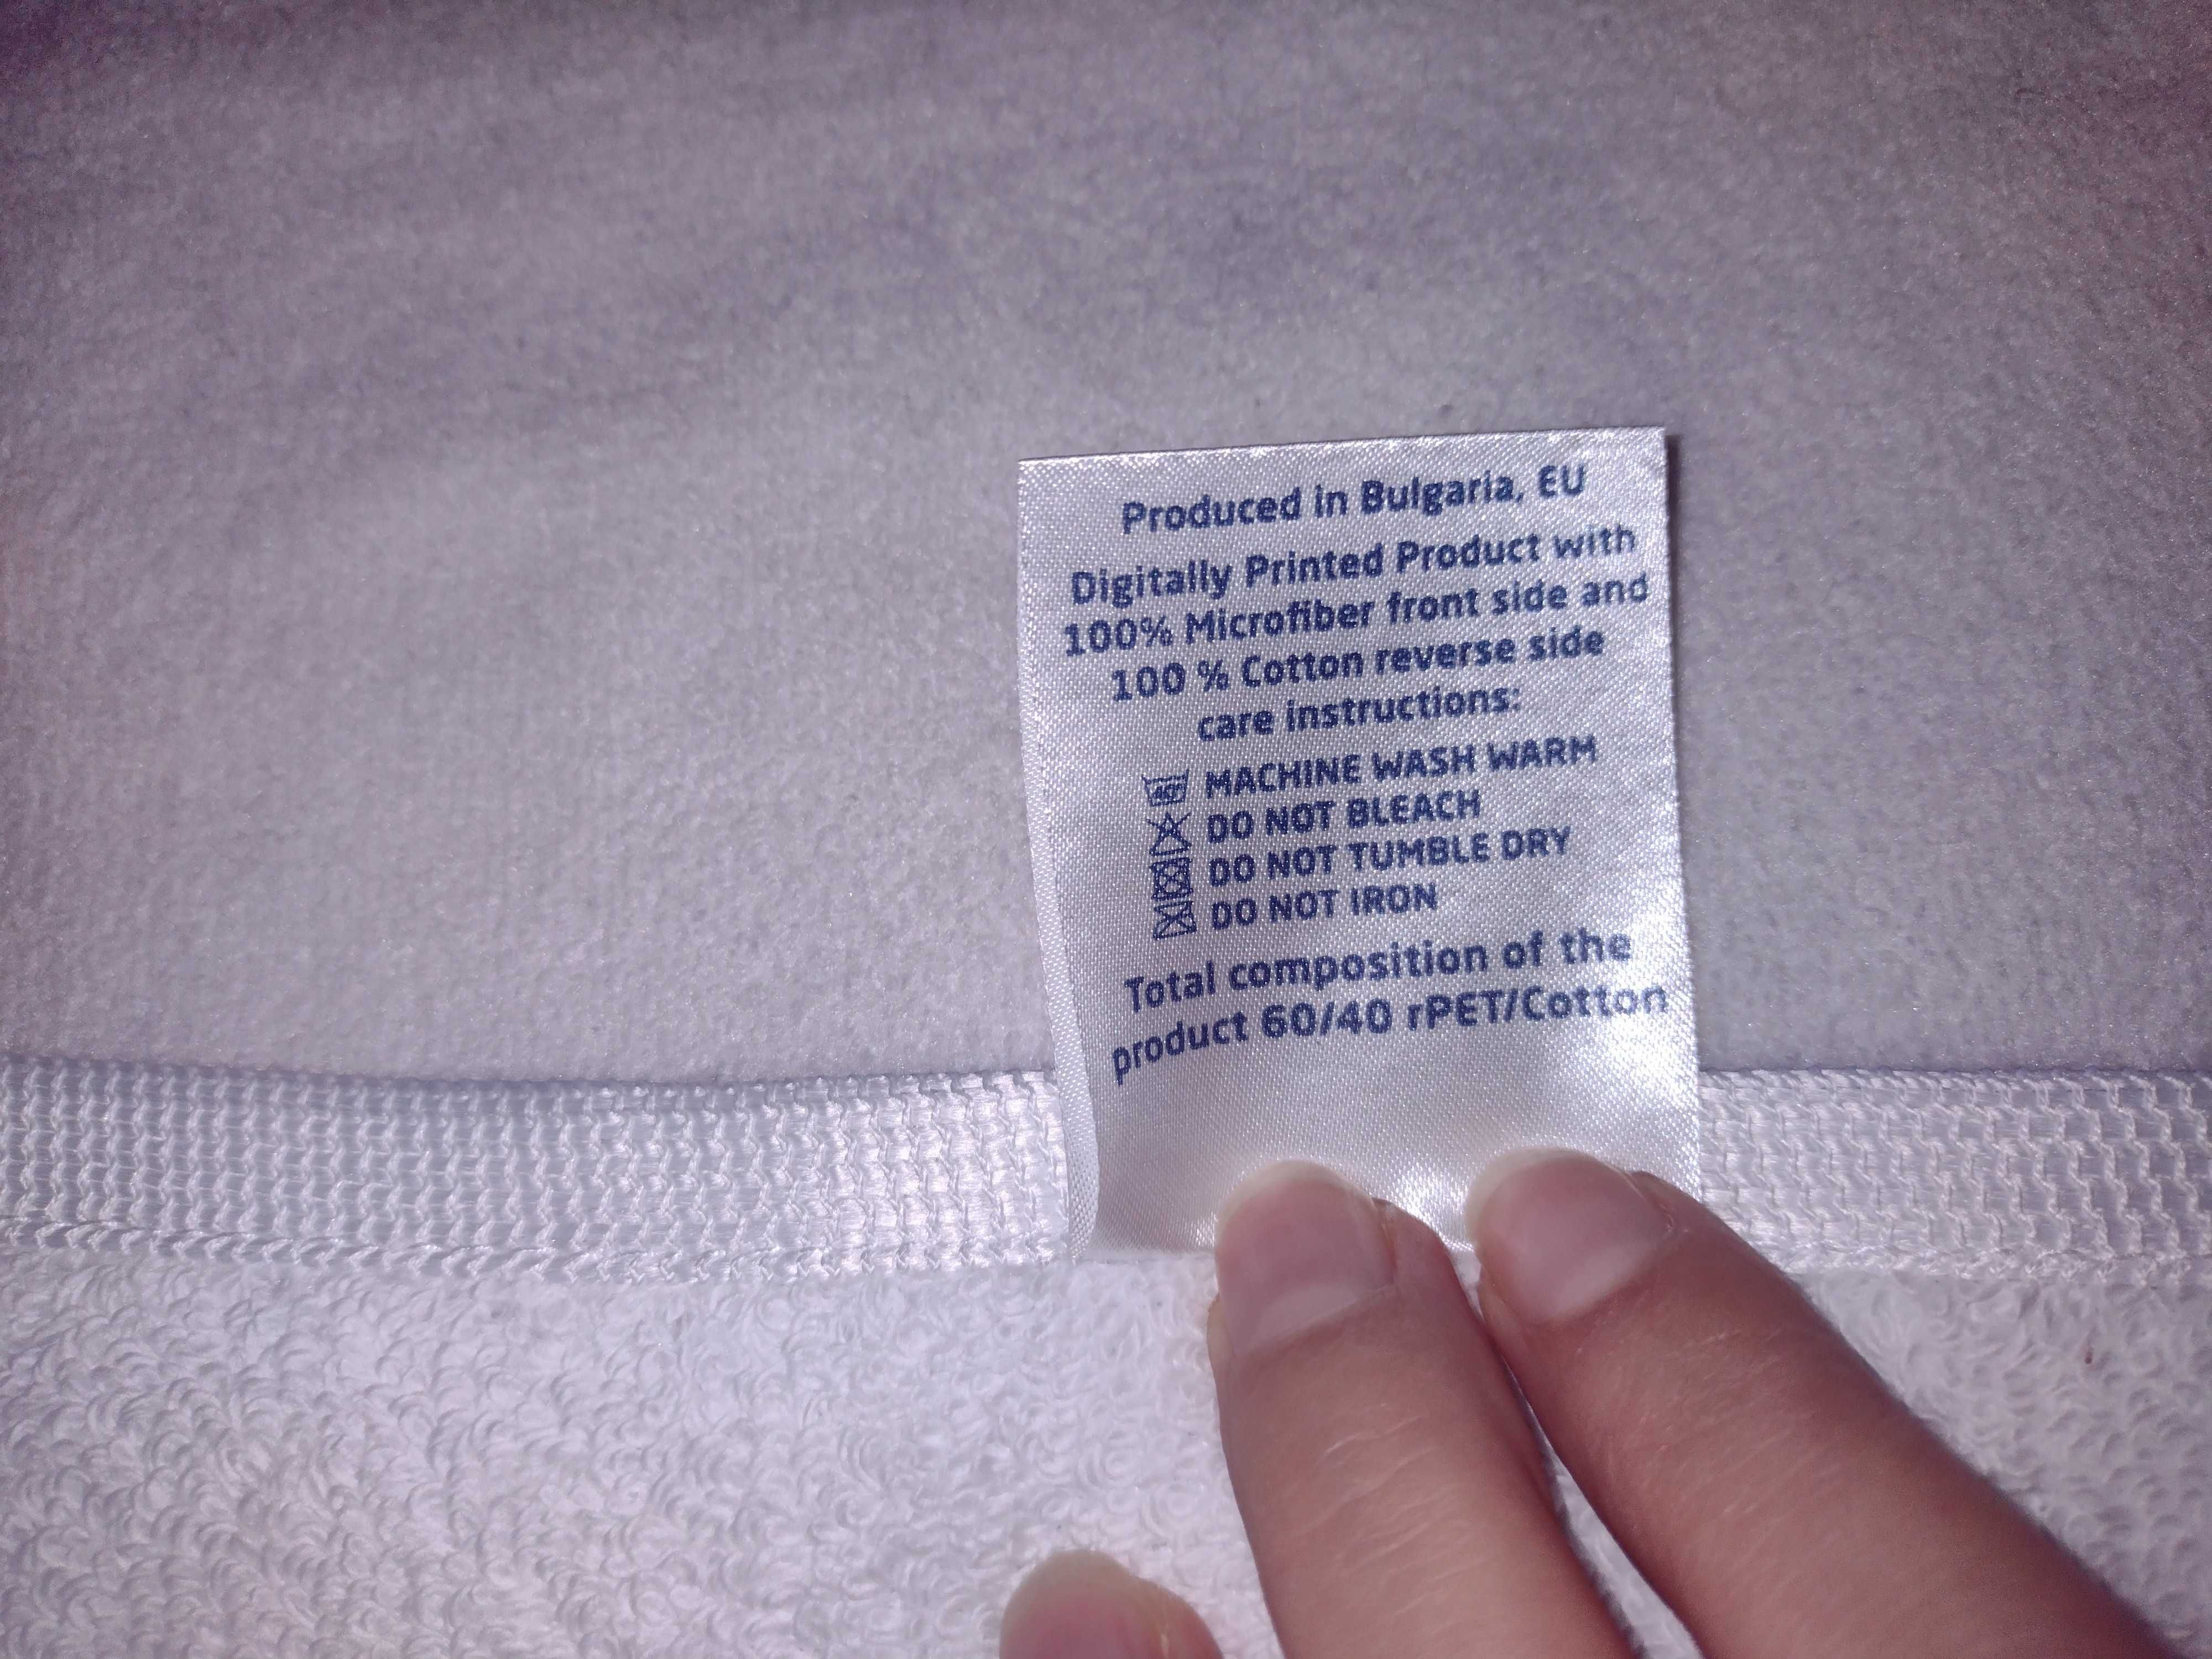 Produced in Bulgaria, EU
Digitally Printed Product with
100% Microfiber front side and
100 % Cotton reverse side
care instructions:
40 MACHINE WASH WARM
DO NOT BLEACH
DO NOT TUMBLE DRY
DO NOT IRON
Total composition of the
product 60/40 rPET/Cotton